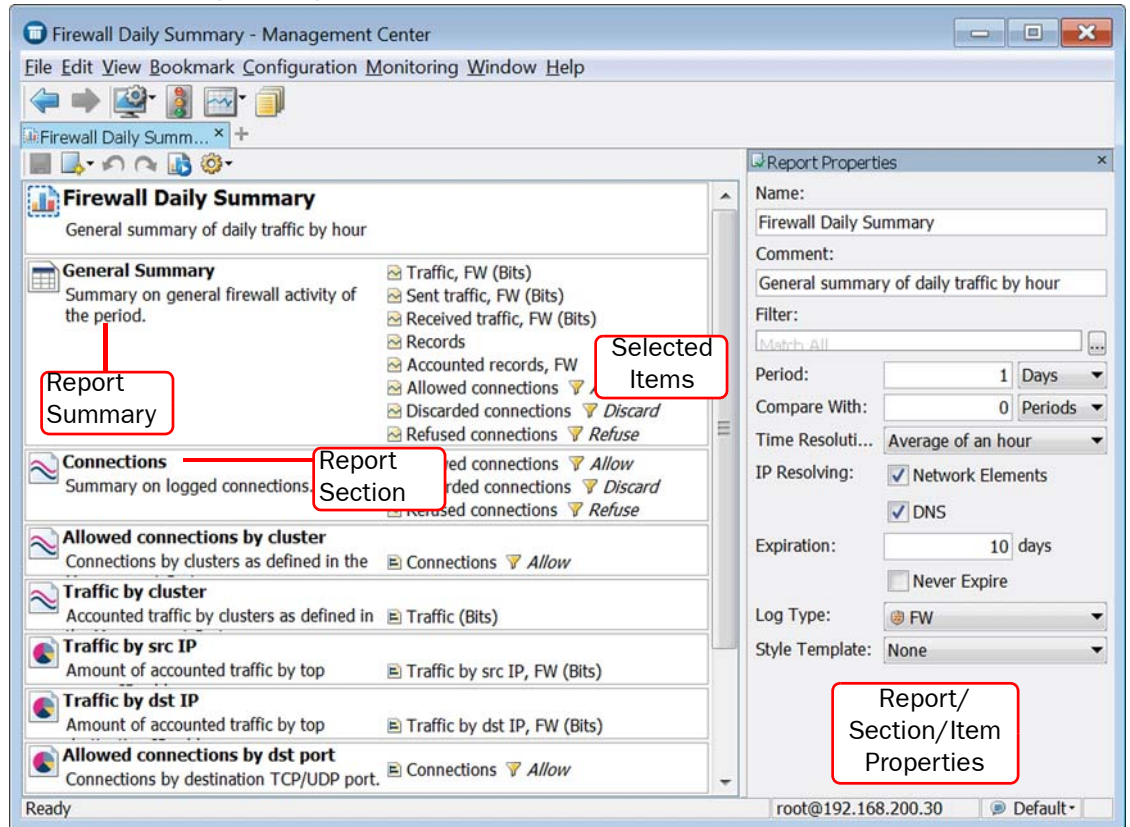 Firewall Daily Summary - Management Center
File Edit View Bookmark Configuration Monitoring Window Help
Firewall Daily Summ... × +
Firewall Daily Summary
General summary of daily traffic by hour
General Summary
Summary on general firewall activity of
the period.
Traffic, FW (Bits)
Sent traffic, FW (Bits)
Received traffic, FW (Bits)
Records
Accounted records, FW
Allowed connections
Discarded connections Discard
Refused connections Refuse
Report
Summary
Selected
Items
Connections
Summary on logged connections.
Report
Section
connections Allow
connections Discard
Refused connections Refuse
Allowed connections by cluster
Connections by clusters as defined in the
Connections Allow
Traffic by cluster
Accounted traffic by clusters as defined in
Traffic (Bits)
Traffic by src IP
Amount of accounted traffic by top
Traffic by src IP, FW (Bits)
Traffic by dst IP
Amount of accounted traffic by top
Traffic by dst IP, FW (Bits)
Allowed connections by dst port
Connections by destination TCP/UDP port.
Connections Allow
Report Properties ×
Name:
Firewall Daily Summary
Comment:
General summary of daily traffic by hour
Filter:
Match All ...
Period: 1 Days
Compare With: 0 Periods
Time Resoluti... Average of an hour
IP Resolving: Network Elements
DNS
Expiration: 10 days
Never Expire
Log Type: FW
Style Template: None
Report/
Section/Item
Properties
Ready root@192.168.200.30 Default